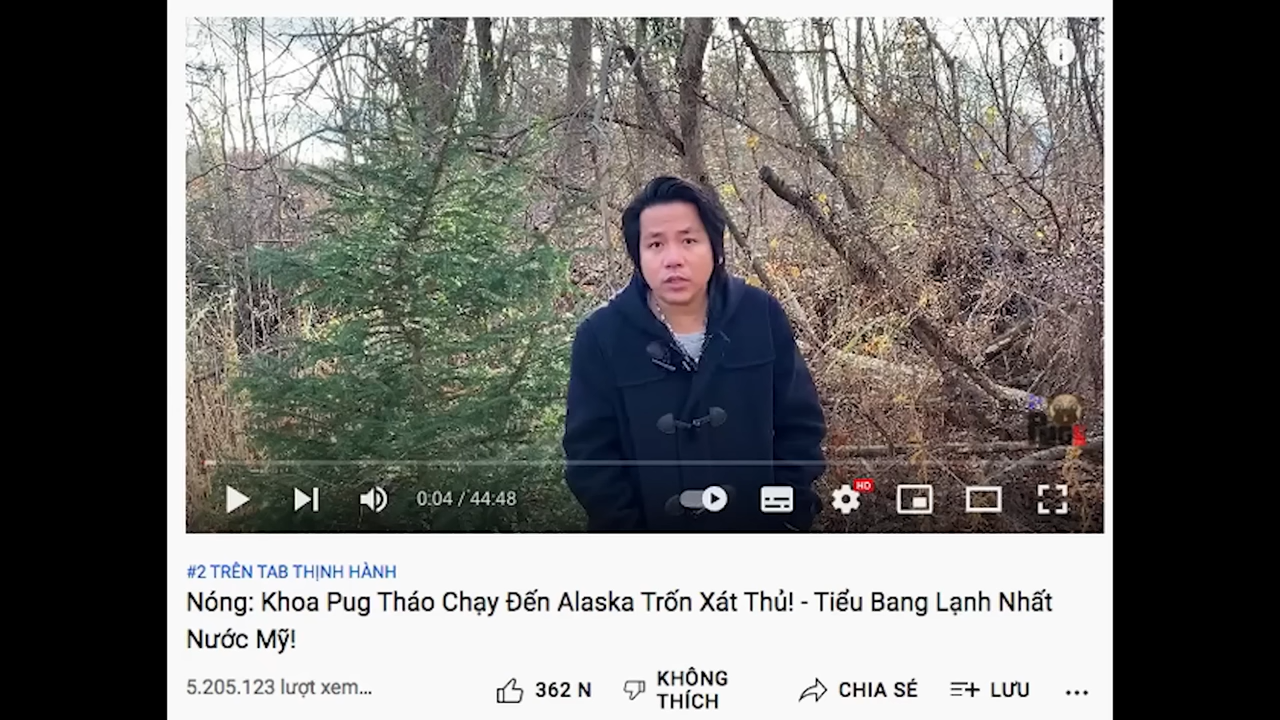 HD
0:04 / 44:48
#2 TRÊN TAB THỊNH HÀNH
Nóng: Khoa Pug Tháo Chạy Đến Alaska Trốn Xát Thủ! - Tiểu Bang Lạnh Nhất
Nước Mỹ!
5.205.123 lượt xem...
362 N
KHÔNG
THÍCH
CHIA SẺ
LƯU